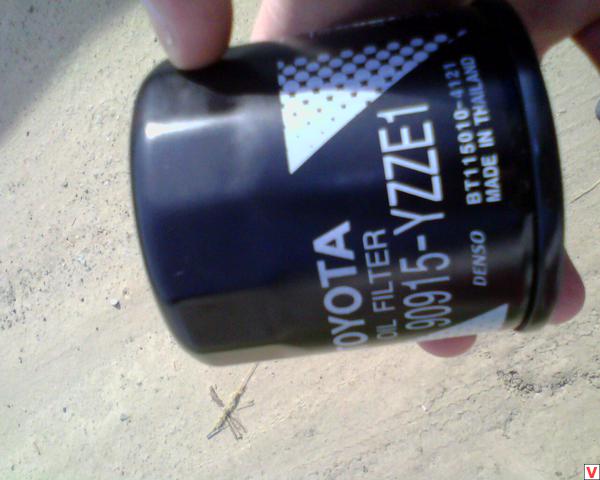 TOYOTA
OIL FILTER
90915-YZZE1
DENSO
BT115010-4121
MADE IN THAILAND
V